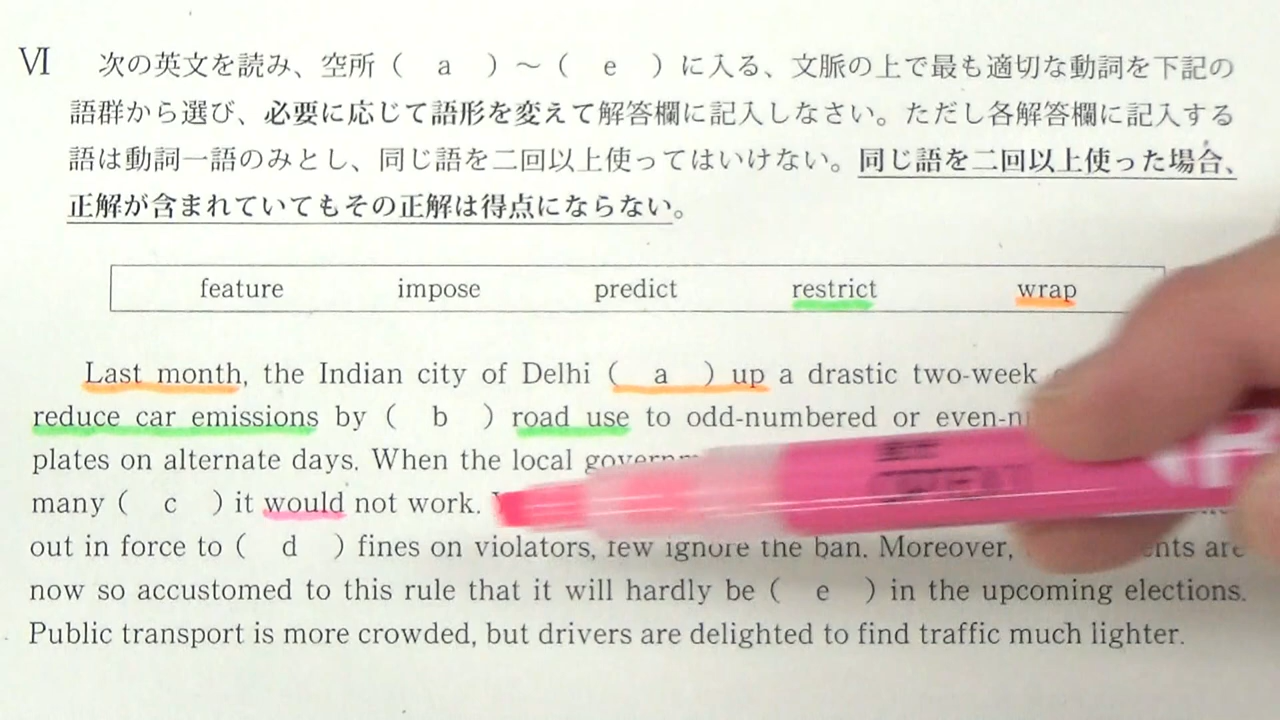 VI 次の英文を読み、空所（ a ）～（ e ）に入る、文脈の上で最も適切な動詞を下記の
語群から選び、必要に応じて語形を変えて解答欄に記入しなさい。ただし各解答欄に記入する
語は動詞一語のみとし、同じ語を二回以上使ってはいけない。同じ語を二回以上使った場合、
正解が含まれていてもその正解は得点にならない。
feature impose predict restrict wrap
Last month, the Indian city of Delhi ( a ) up a drastic two-week
reduce car emissions by ( b ) road use to odd-numbered or
plates on alternate days. When the local
many ( c ) it would not work.
out in force to ( d ) fines on violators, few ignore the ban. Moreover, are
now so accustomed to this rule that it will hardly be ( e ) in the upcoming elections.
Public transport is more crowded, but drivers are delighted to find traffic much lighter.